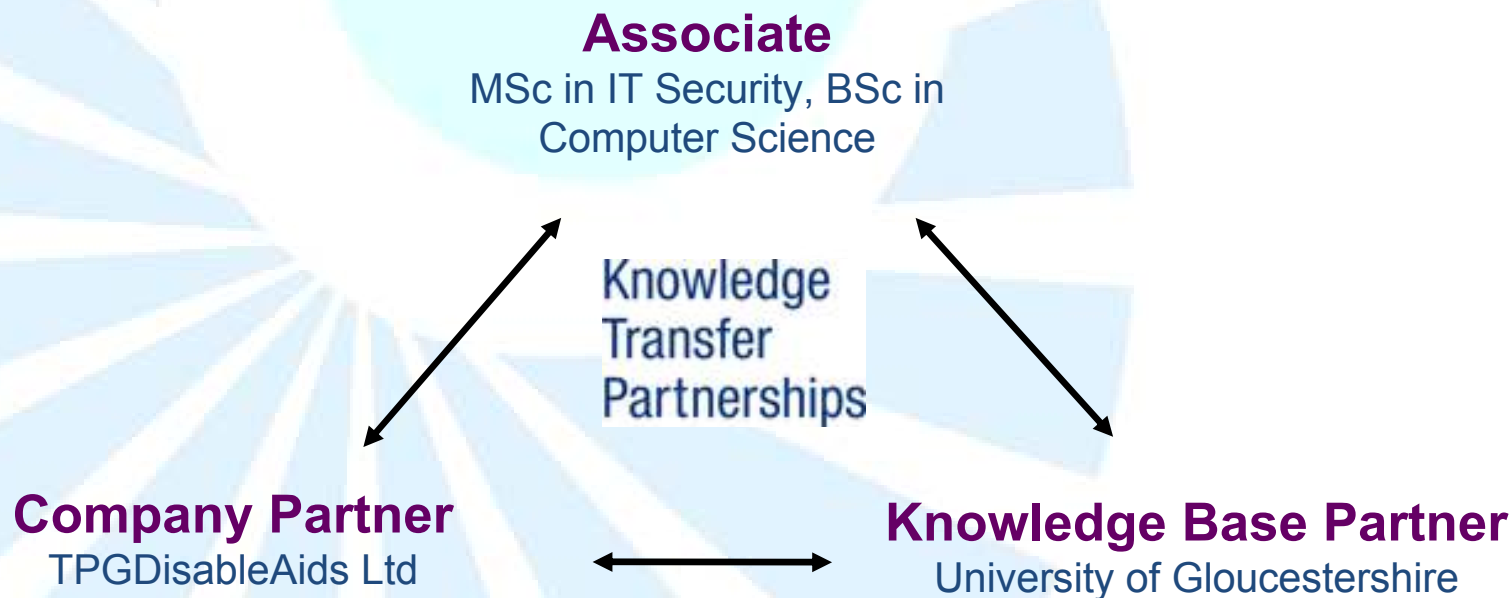 Associate
MSc in IT Security, BSc in
Computer Science
Knowledge
Transfer
Partnerships
Company Partner
TPGDisableAids Ltd
Knowledge Base Partner
University of Gloucestershire